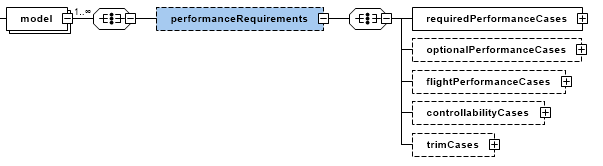 model
1..∞
performanceRequirements
requiredPerformanceCases
optionalPerformanceCases
flightPerformanceCases
controllabilityCases
trimCases